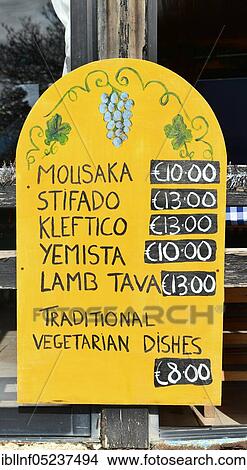 MOUSAKA €10.00
STIFADO €13.00
KLEFTICO €13.00
YEMISTA €10.00
LAMB TAVA €13.00
TRADITIONAL
VEGETARIAN DISHES
€8.00
FOTOSEARCH
ibllnf05237494 www.fotosearch.com